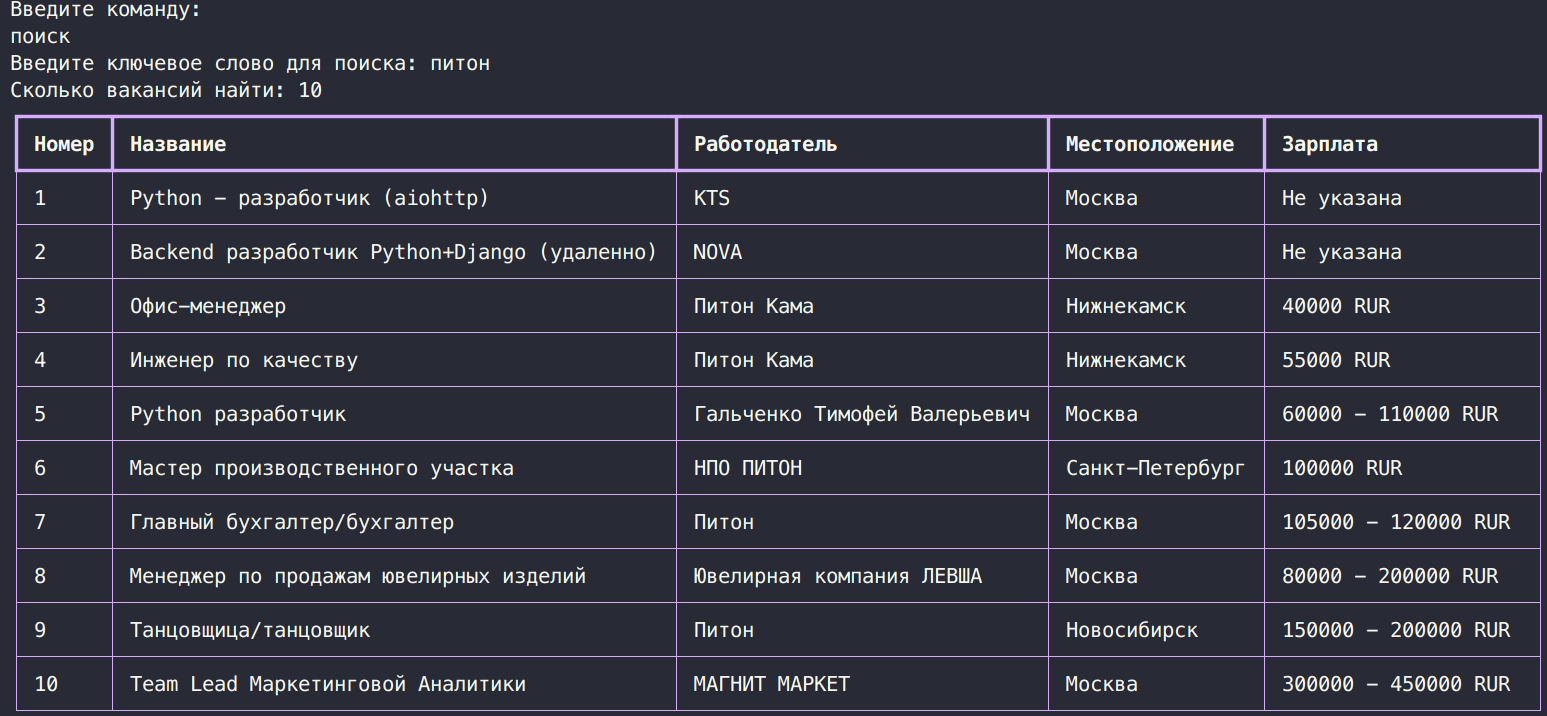 Введите команду:
поиск
Введите ключевое слово для поиска: питон
Сколько вакансий найти: 10
Номер Название Работодатель Местоположение Зарплата
1 Python - разработчик (aiohttp) KTS Москва Не указана
2 Backend разработчик Python+Django (удаленно) NOVA Москва Не указана
3 Офис-менеджер Питон Кама Нижнекамск 40000 RUR
4 Инженер по качеству Питон Кама Нижнекамск 55000 RUR
5 Python разработчик Гальченко Тимофей Валерьевич Москва 60000 - 110000 RUR
6 Мастер производственного участка НПО ПИТОН Санкт-Петербург 100000 RUR
7 Главный бухгалтер/бухгалтер Питон Москва 105000 - 120000 RUR
8 Менеджер по продажам ювелирных изделий Ювелирная компания ЛЕВША Москва 80000 - 200000 RUR
9 Танцовщица/танцовщик Питон Новосибирск 150000 - 200000 RUR
10 Team Lead Маркетинговой Аналитики МАГНИТ МАРКЕТ Москва 300000 - 450000 RUR